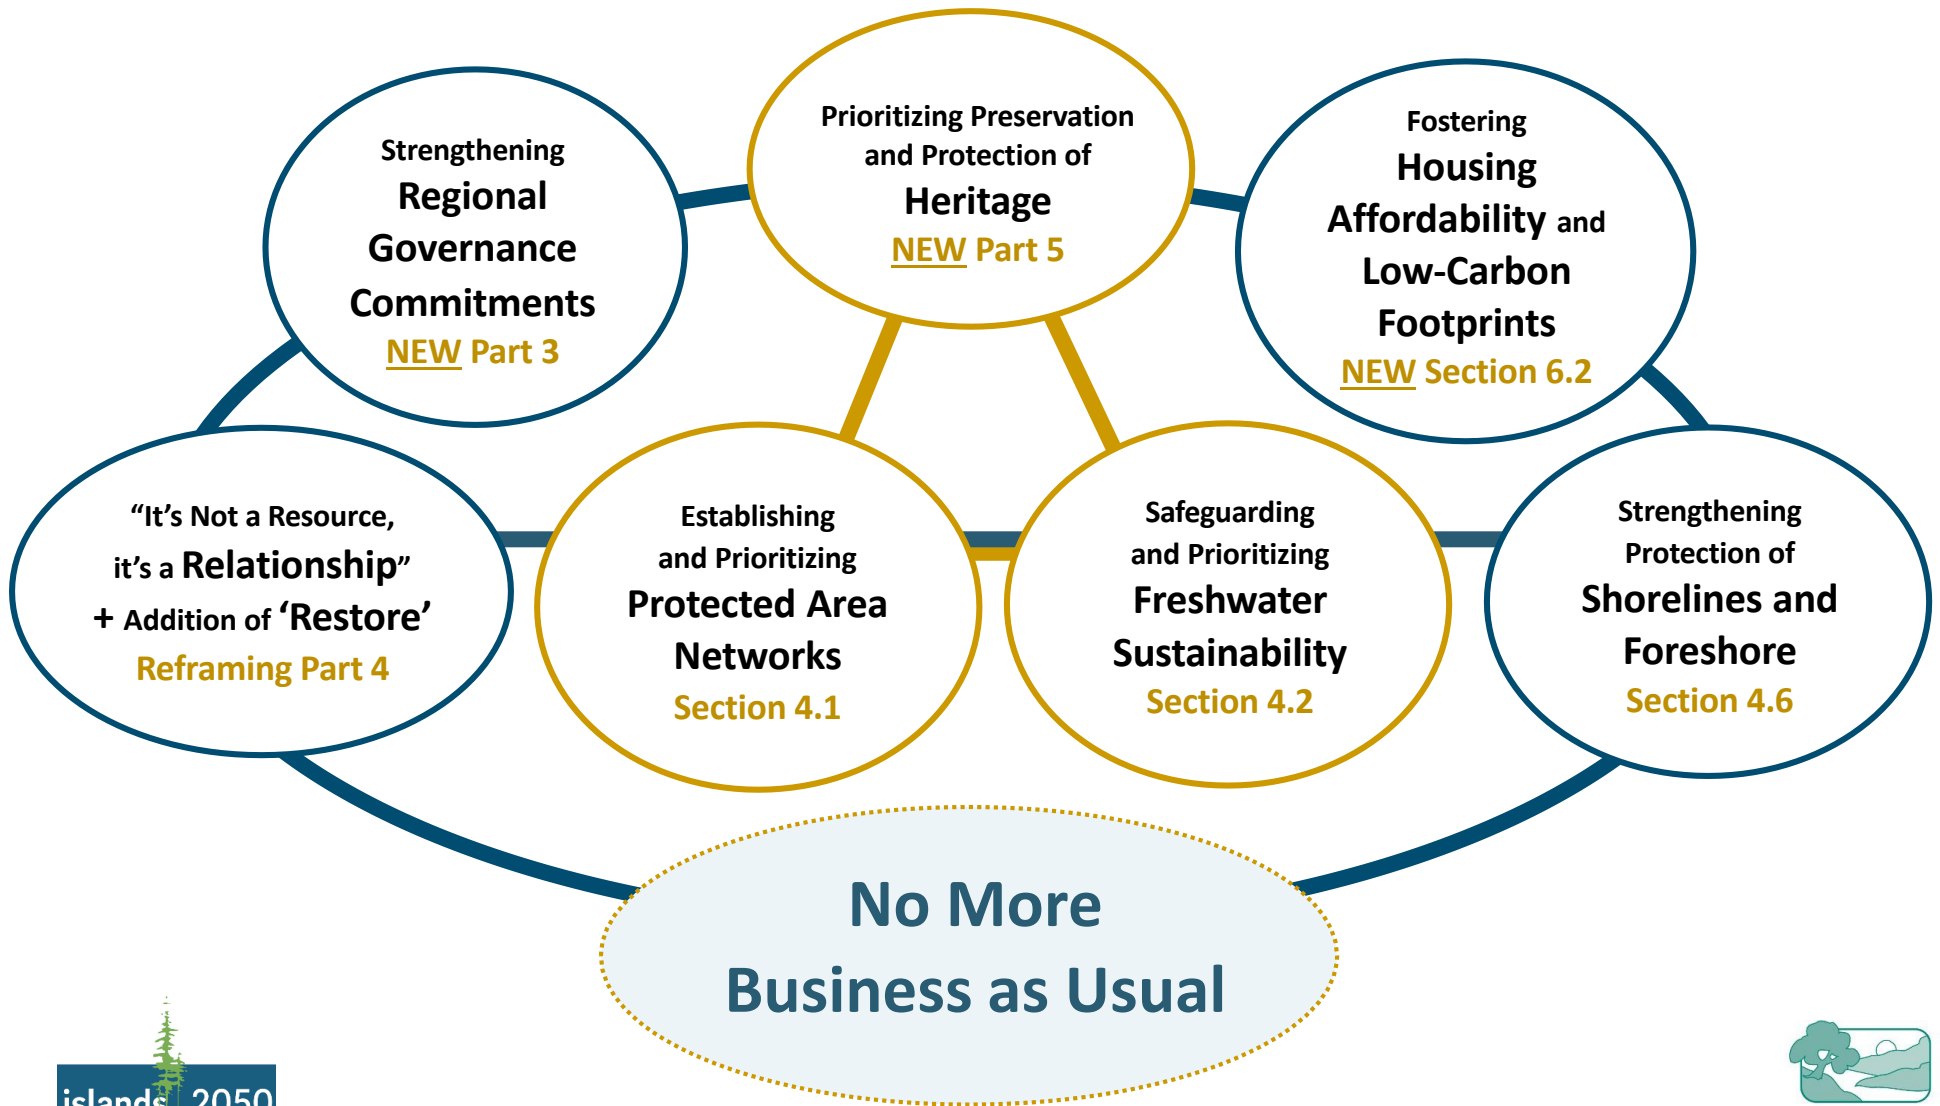 Strengthening
Regional
Governance
Commitments
NEW Part 3
Prioritizing Preservation
and Protection of
Heritage
NEW Part 5
Fostering
Housing
Affordability and
Low-Carbon
Footprints
NEW Section 6.2
“It’s Not a Resource,
it’s a Relationship”
+ Addition of ‘Restore’
Reframing Part 4
Establishing
and Prioritizing
Protected Area
Networks
Section 4.1
Safeguarding
and Prioritizing
Freshwater
Sustainability
Section 4.2
Strengthening
Protection of
Shorelines and
Foreshore
Section 4.6
No More
Business as Usual
islands 2050